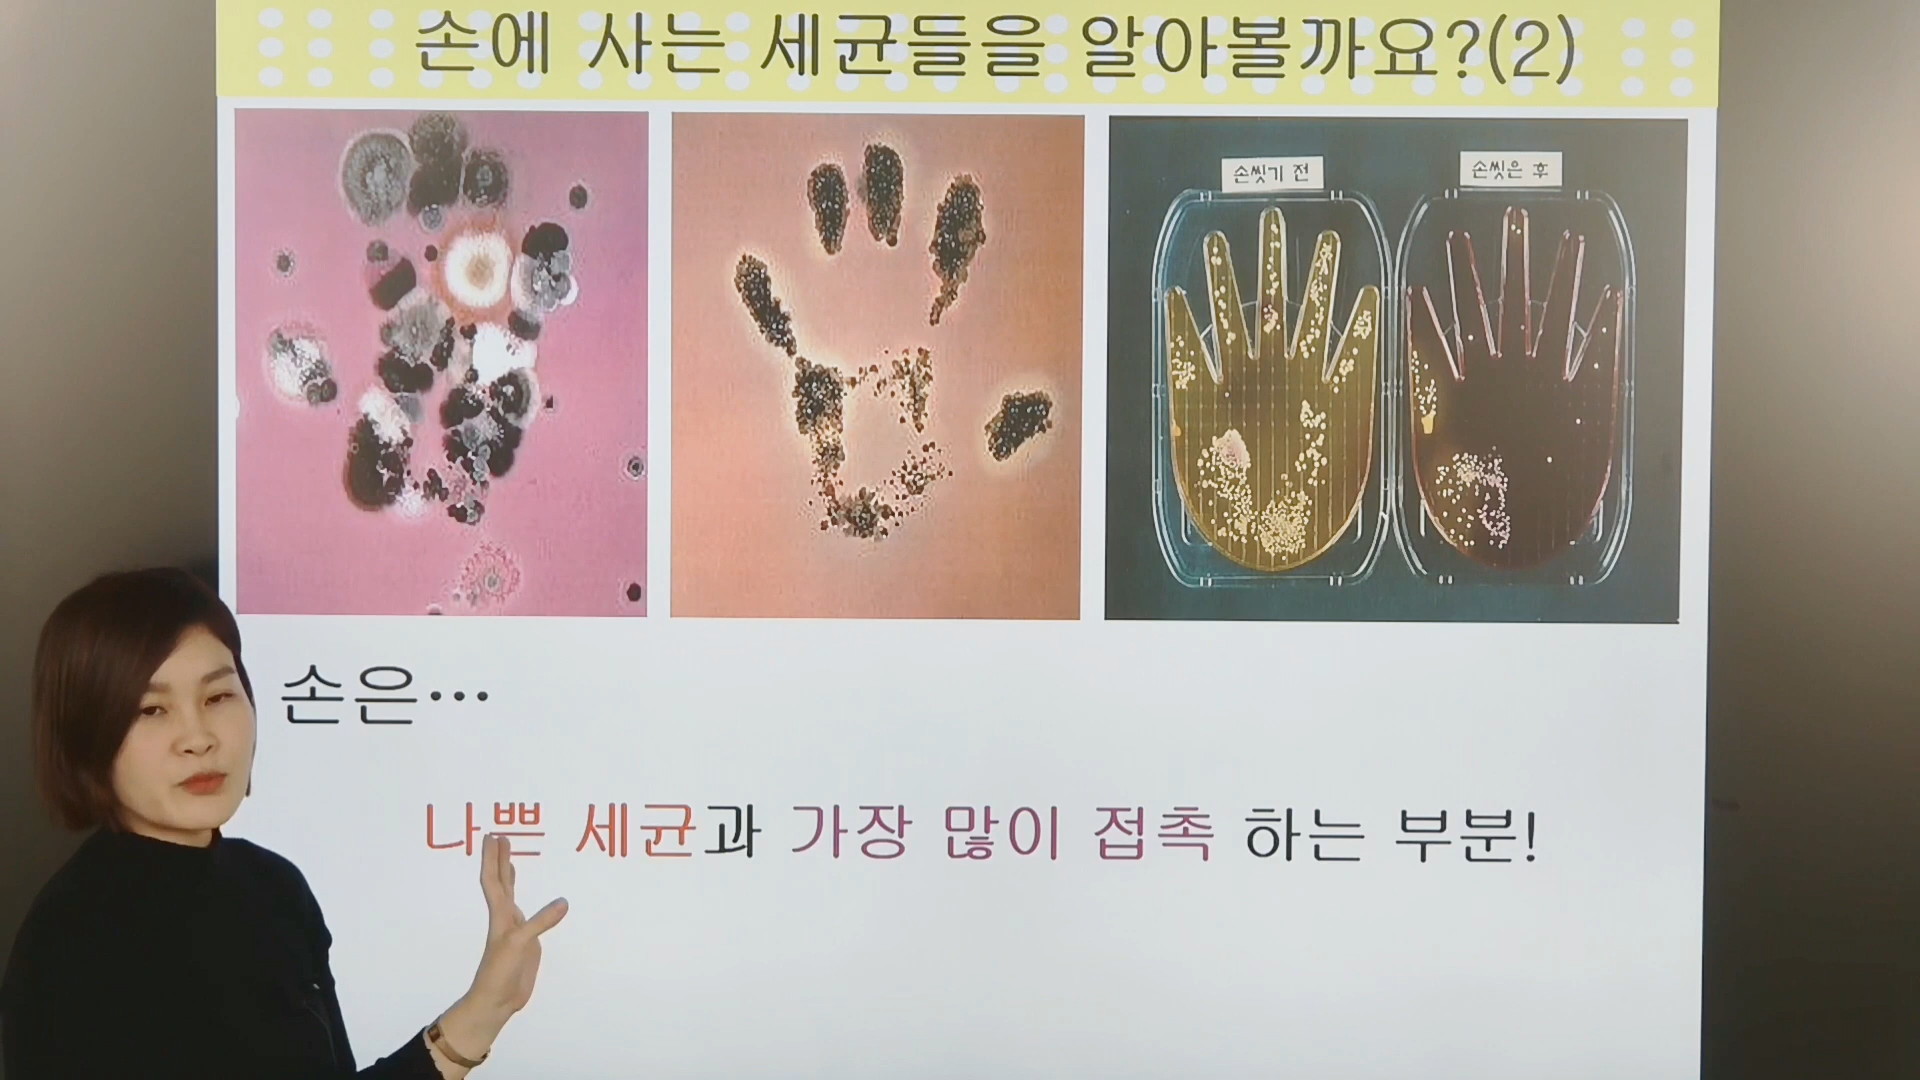 손에 사는 세균들을 알아볼까요?(2)
손씻기 전
손씻은 후
손은…
나쁜 세균과 가장 많이 접촉 하는 부분!